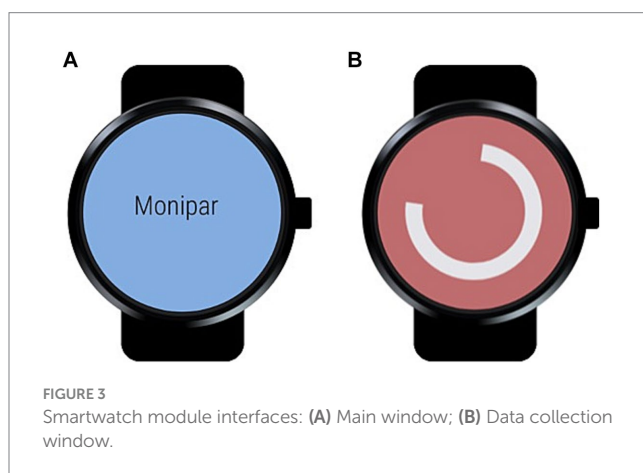 A
B
Monipar
FIGURE 3
Smartwatch module interfaces: (A) Main window; (B) Data collection
window.